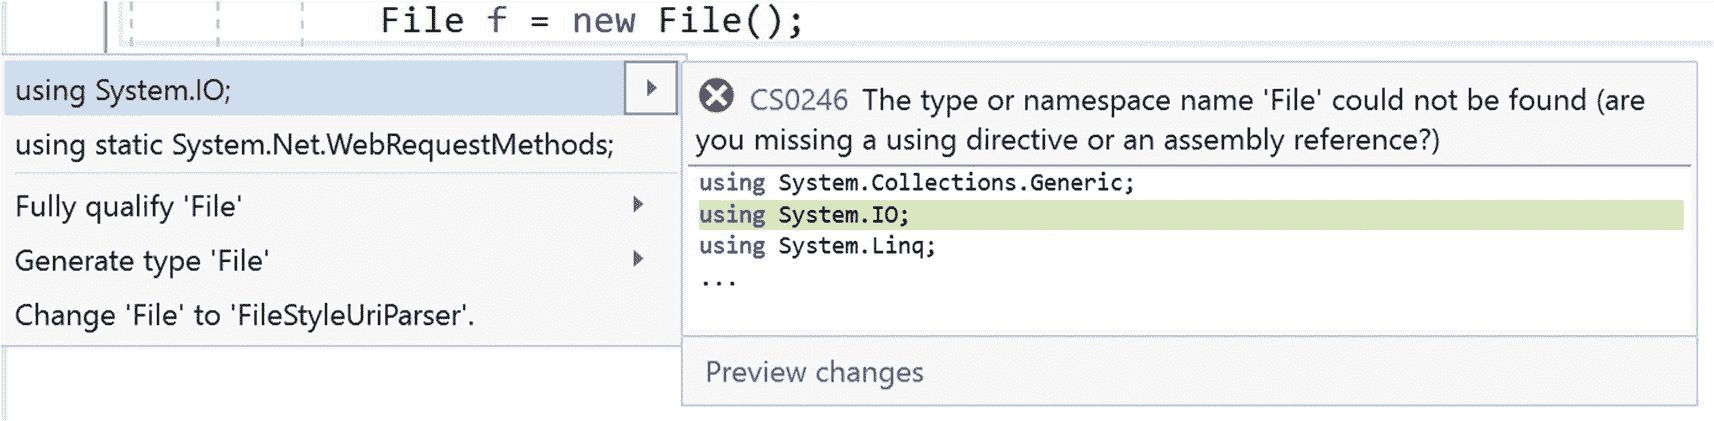 File f = new File();
using System.IO;
using static System.Net.WebRequestMethods;
Fully qualify 'File'
Generate type 'File'
Change 'File' to 'FileStyleUriParser'.
CS0246 The type or namespace name 'File' could not be found (are
you missing a using directive or an assembly reference?)
using System.Collections.Generic;
using System.IO;
using System.Linq;
...
Preview changes